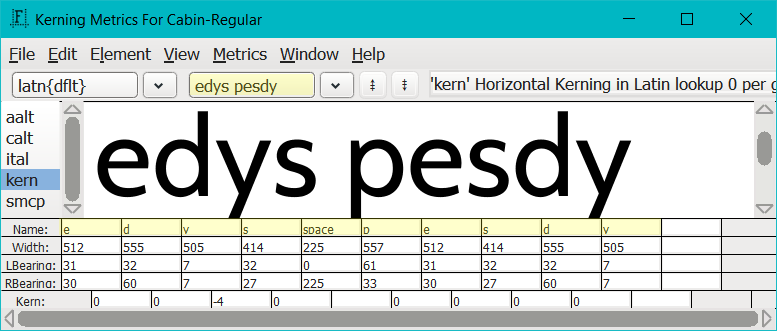 Kerning Metrics For Cabin-Regular
File Edit Element View Metrics Window Help
latn{dflt} edys pesdy 'kern' Horizontal Kerning in Latin lookup 0 per g
aalt
calt
ital
kern
smcp
edys pesdy
Name: e d y s space p e s d y
Width: 512 555 505 414 225 557 512 414 555 505
LBearing: 31 32 7 32 0 61 31 32 32 7
RBearing: 30 60 7 27 225 33 30 27 60 7
Kern: 0 0 -4 0 0 0 0 0 0